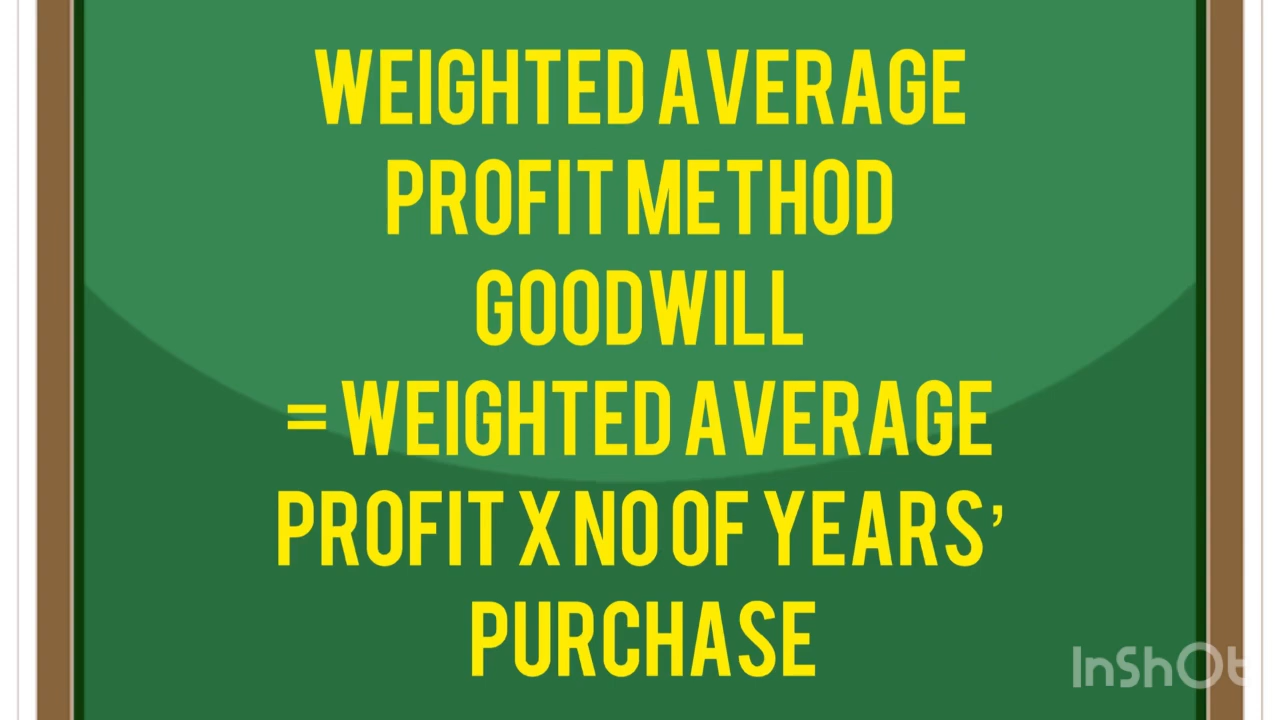 WEIGHTED AVERAGE
PROFIT METHOD
GOODWILL
= WEIGHTED AVERAGE
PROFIT X NO OF YEARS’
PURCHASE
InShOt